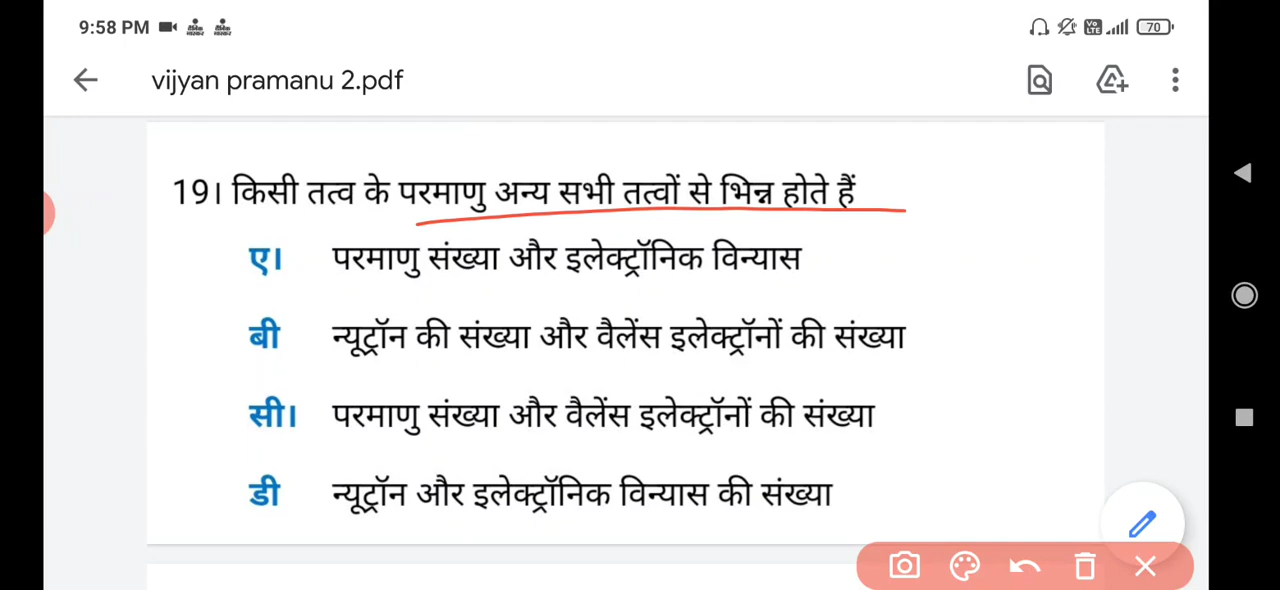 9:58 PM
70
vijyan pramanu 2.pdf
19। किसी तत्व के परमाणु अन्य सभी तत्वों से भिन्न होते हैं
ए। परमाणु संख्या और इलेक्ट्रॉनिक विन्यास
बी न्यूट्रॉन की संख्या और वैलेंस इलेक्ट्रॉनों की संख्या
सी। परमाणु संख्या और वैलेंस इलेक्ट्रॉनों की संख्या
डी न्यूट्रॉन और इलेक्ट्रॉनिक विन्यास की संख्या